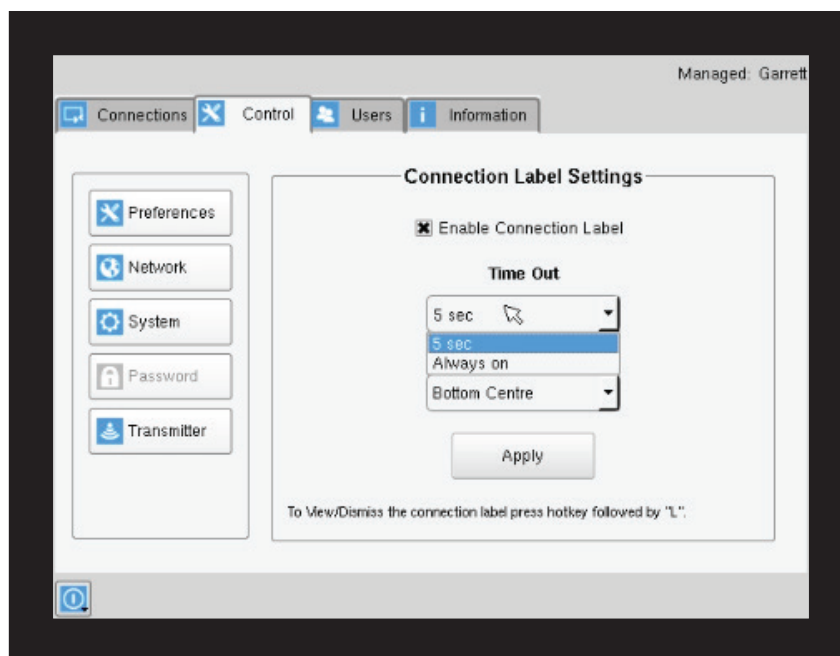 Managed: Garrett
Connections Control Users Information
Connection Label Settings
Preferences
Enable Connection Label
Network
Time Out
5 sec
System
5 sec
Always on
Password
Bottom Centre
Transmitter
Apply
To View/Dismiss the connection label press hotkey followed by "L".